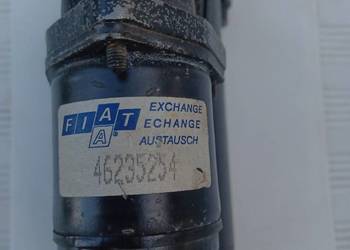 FIAT
A
EXCHANGE
ECHANGE
AUSTAUSCH
46235254